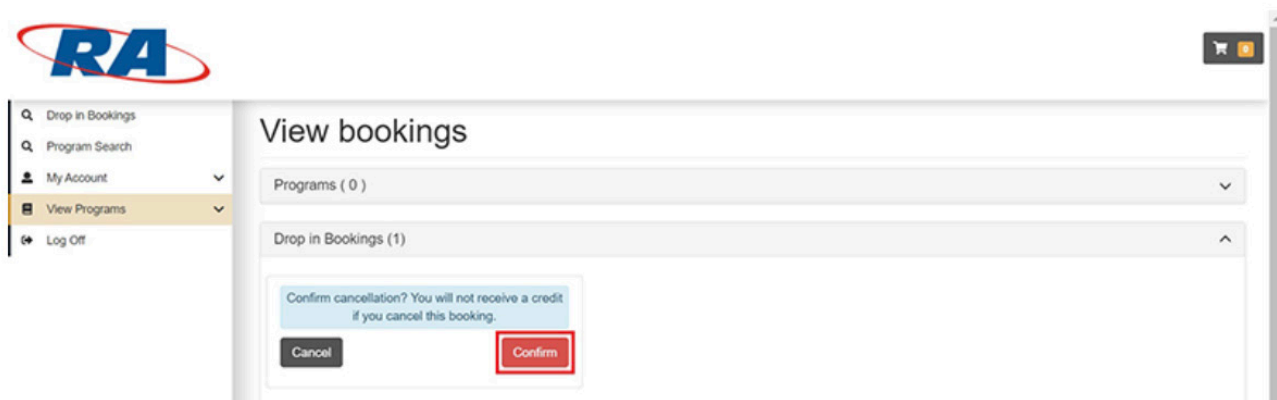 RA
0
Drop in Bookings
Program Search
My Account
View Programs
Log Off
View bookings
Programs ( 0 )
Drop in Bookings (1)
Confirm cancellation? You will not receive a credit
if you cancel this booking.
Cancel
Confirm